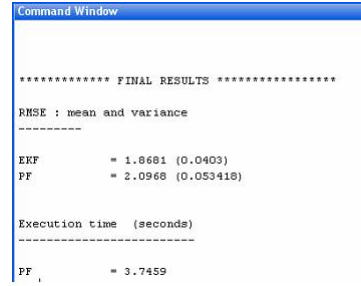 Command Window
************* FINAL RESULTS *****************
RMSE : mean and variance
---------
EKF = 1.8681 (0.0403)
PF = 2.0968 (0.053418)
Execution time (seconds)
-------------------------
PF = 3.7459